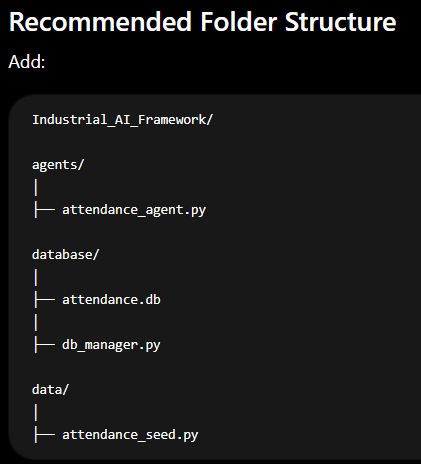 Recommended Folder Structure
Add:
Industrial_AI_Framework/
agents/
│
├── attendance_agent.py
database/
│
├── attendance.db
│
├── db_manager.py
data/
│
├── attendance_seed.py